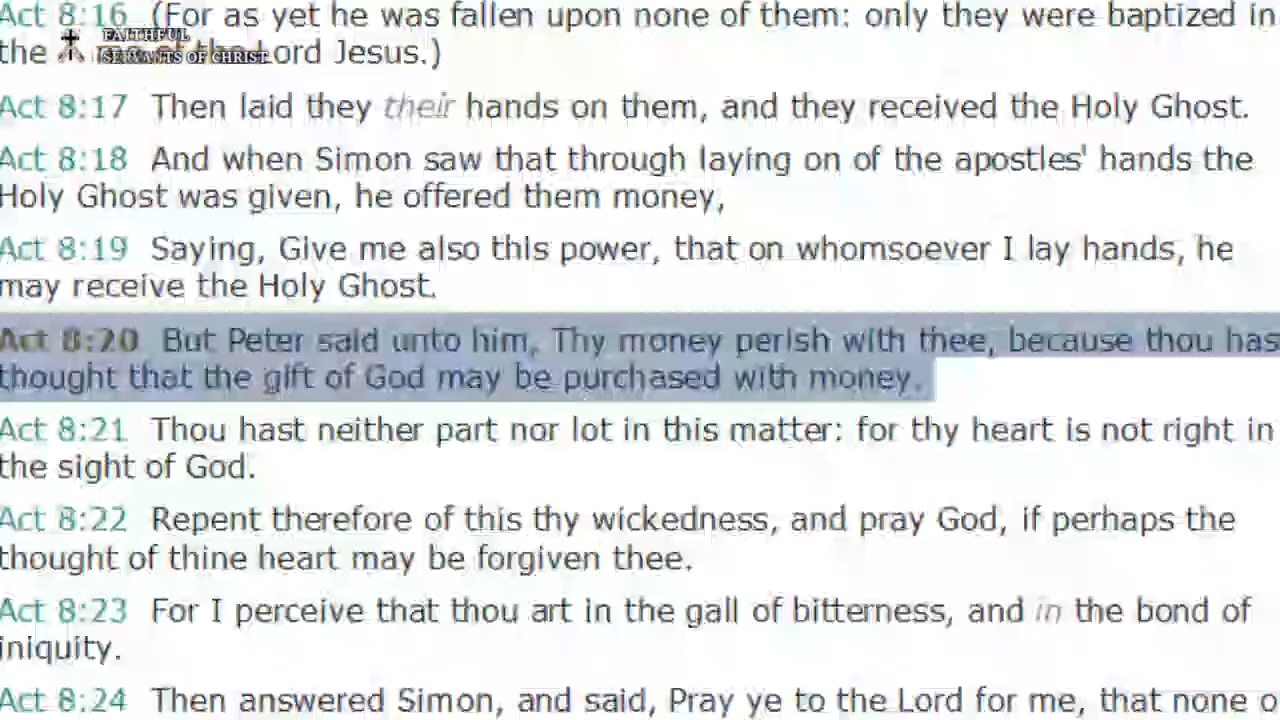 Act 8:16 (For as yet he was fallen upon none of them: only they were baptized in
the name of the Lord Jesus.)
FAITHFUL
SERVANTS OF CHRIST
Act 8:17 Then laid they their hands on them, and they received the Holy Ghost.
Act 8:18 And when Simon saw that through laying on of the apostles' hands the
Holy Ghost was given, he offered them money,
Act 8:19 Saying, Give me also this power, that on whomsoever I lay hands, he
may receive the Holy Ghost.
Act 8:20 But Peter said unto him, Thy money perish with thee, because thou has
thought that the gift of God may be purchased with money.
Act 8:21 Thou hast neither part nor lot in this matter: for thy heart is not right in
the sight of God.
Act 8:22 Repent therefore of this thy wickedness, and pray God, if perhaps the
thought of thine heart may be forgiven thee.
Act 8:23 For I perceive that thou art in the gall of bitterness, and in the bond of
iniquity.
Act 8:24 Then answered Simon, and said, Pray ye to the Lord for me, that none o